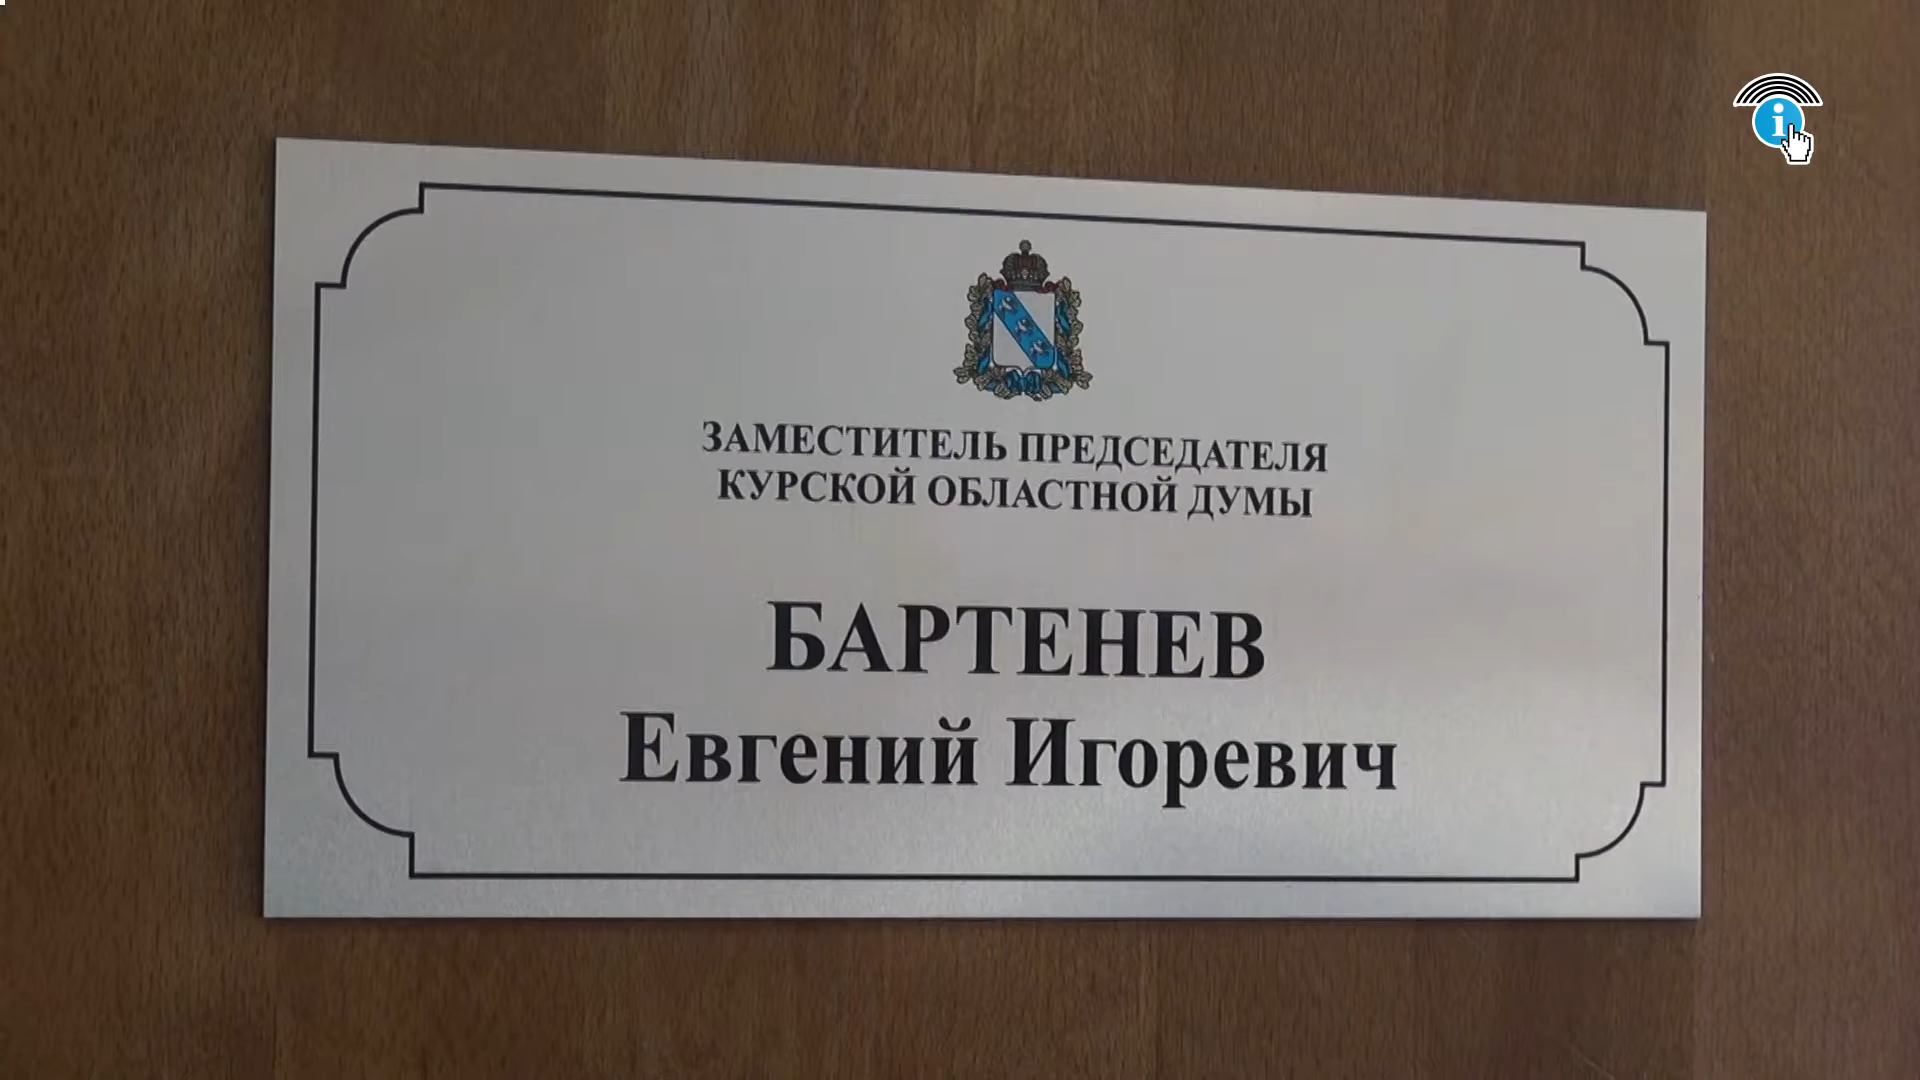 ЗАМЕСТИТЕЛЬ ПРЕДСЕДАТЕЛЯ
КУРСКОЙ ОБЛАСТНОЙ ДУМЫ
БАРТЕНЕВ
Евгений Игоревич
i